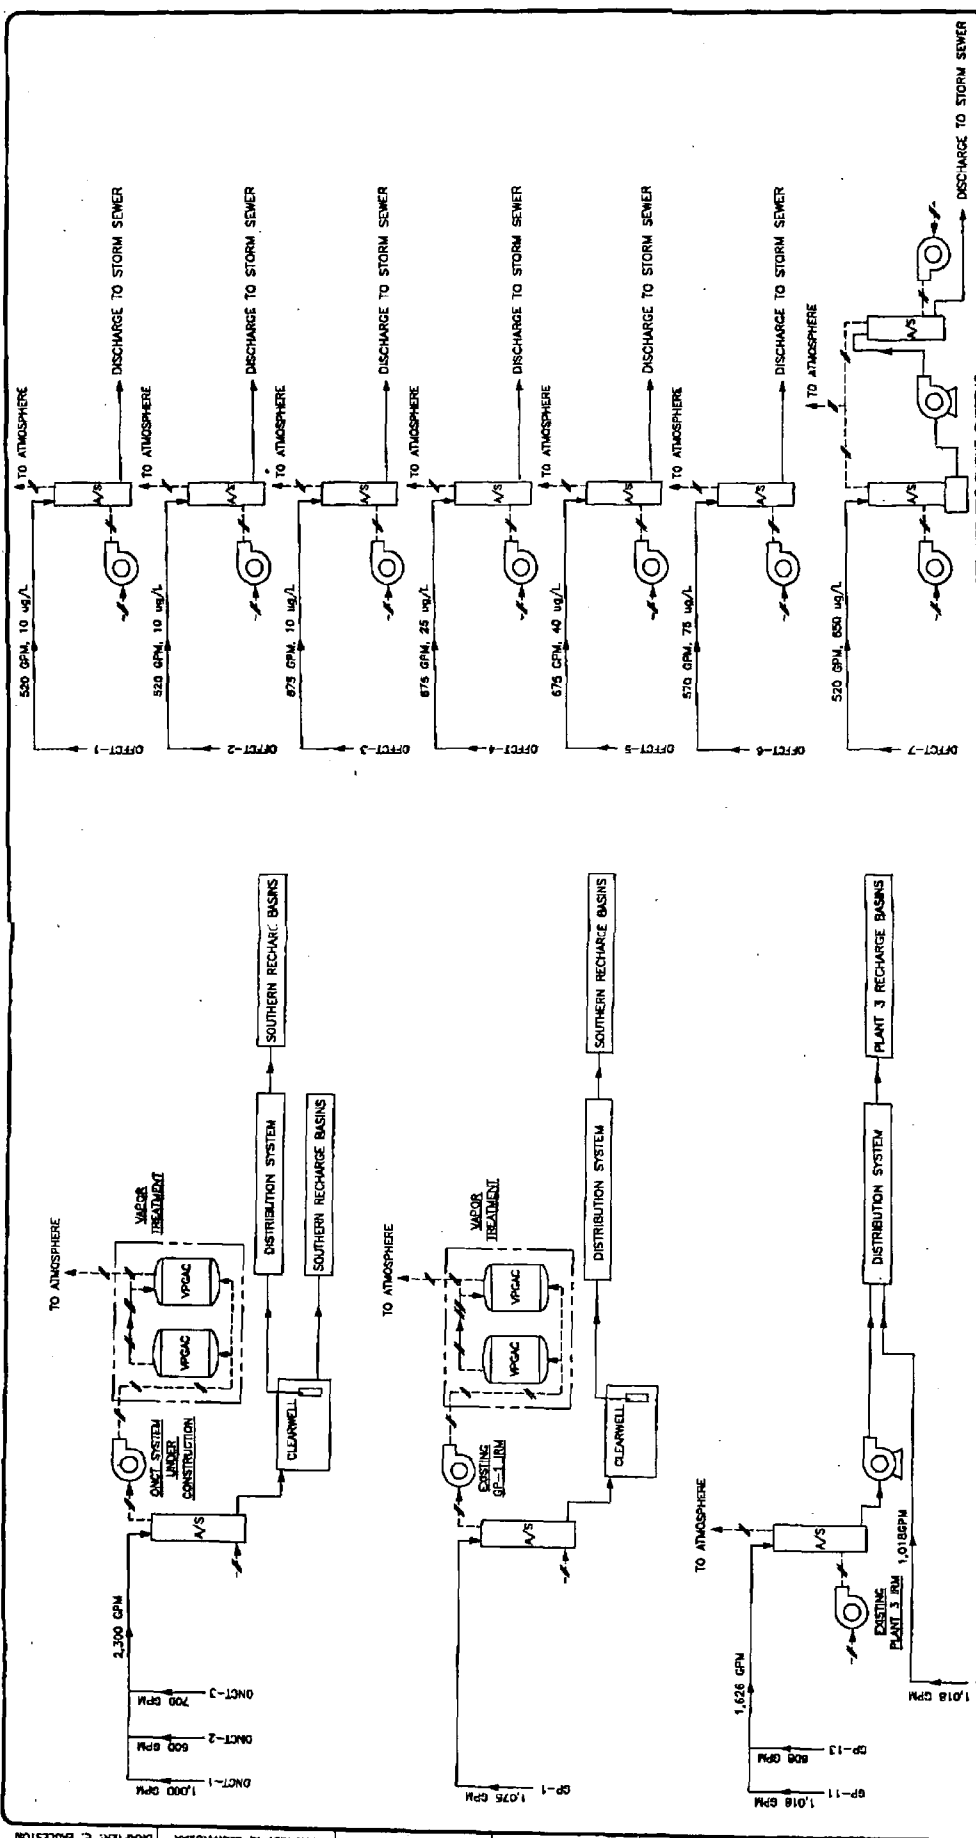 TO ATMOSPHERE
520 GPM, 10 ug/L
A/S
DISCHARGE TO STORM SEWER
OFFCT-1
TO ATMOSPHERE
520 GPM, 10 ug/L
A/S
DISCHARGE TO STORM SEWER
OFFCT-2
TO ATMOSPHERE
675 GPM, 10 ug/L
A/S
DISCHARGE TO STORM SEWER
OFFCT-3
TO ATMOSPHERE
675 GPM, 25 ug/L
A/S
DISCHARGE TO STORM SEWER
OFFCT-4
TO ATMOSPHERE
675 GPM, 40 ug/L
A/S
DISCHARGE TO STORM SEWER
OFFCT-5
TO ATMOSPHERE
570 GPM, 75 ug/L
A/S
DISCHARGE TO STORM SEWER
OFFCT-6
TO ATMOSPHERE
520 GPM, 650 ug/L
A/S
A/S
DISCHARGE TO STORM SEWER
OFFCT-7
TO ATMOSPHERE
VAPOR
TREATMENT
VPGAC
VPGAC
ONCT SYSTEM
UNDER
CONSTRUCTION
A/S
2,300 GPM
700 GPM
ONCT-3
600 GPM
ONCT-2
1,000 GPM
ONCT-1
CLEARWELL
DISTRIBUTION SYSTEM
SOUTHERN RECHARG BASINS
SOUTHERN RECHARGE BASINS
TO ATMOSPHERE
VAPOR
TREATMENT
VPGAC
VPGAC
EXISTING
GP-1 IRM
A/S
1,075 GPM
GP-1
CLEARWELL
DISTRIBUTION SYSTEM
SOUTHERN RECHARGE BASINS
TO ATMOSPHERE
A/S
EXISTING
PLANT 3 IRM
1,626 GPM
608 GPM
GP-13
1,018 GPM
GP-11
1,018GPM
1,018 GPM
DISTRIBUTION SYSTEM
PLANT 3 RECHARGE BASINS
DRAFTER: C. EAGLESTON